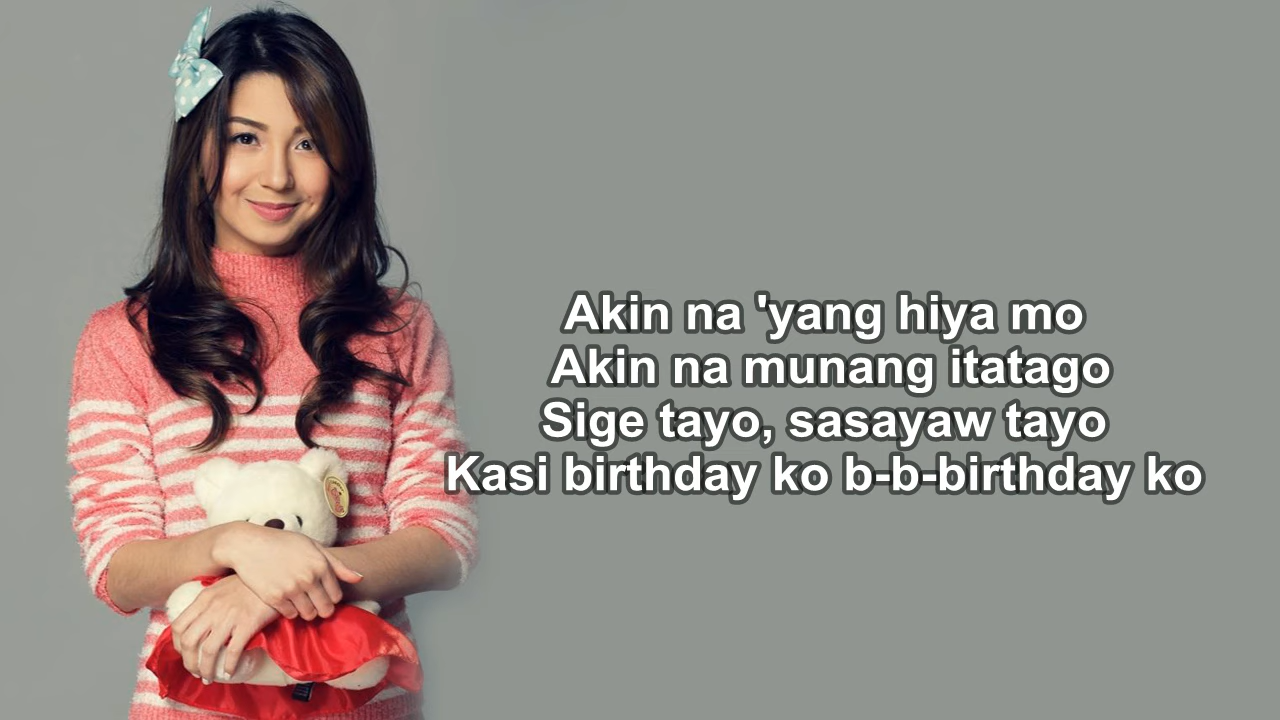 Akin na 'yang hiya mo
Akin na munang itatago
Sige tayo, sasayaw tayo
Kasi birthday ko b-b-birthday ko